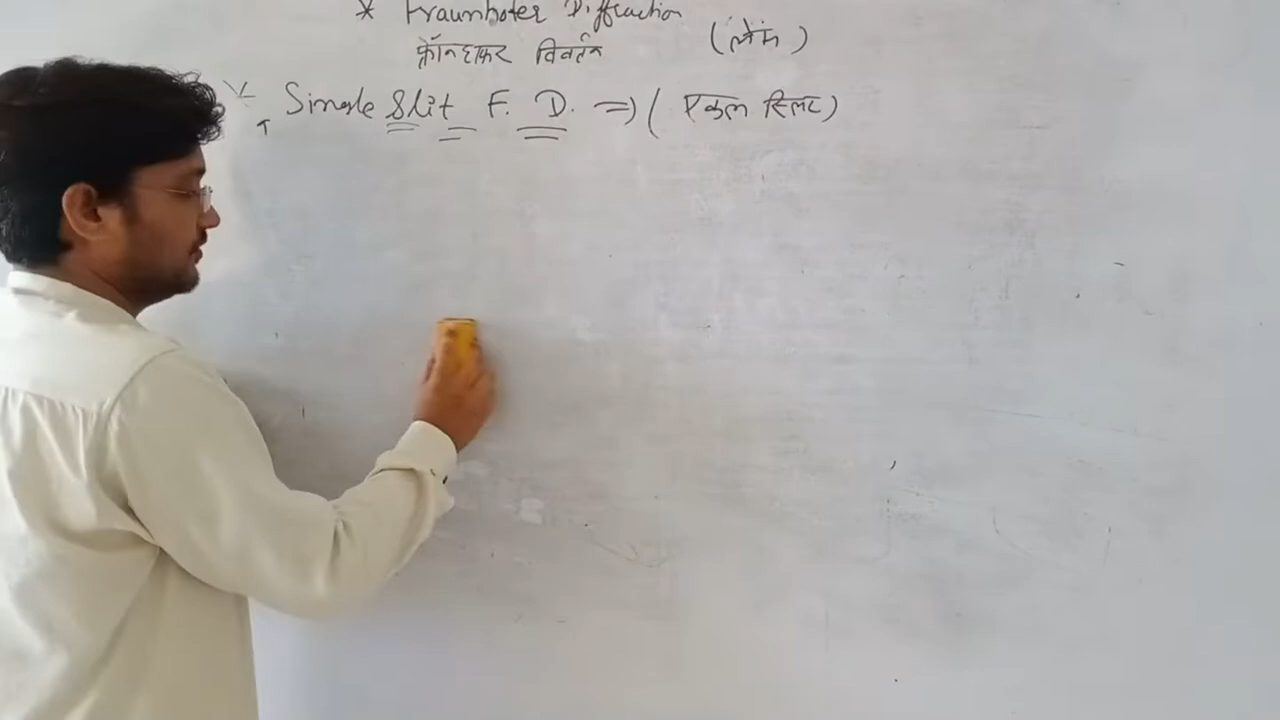 * Fraunhofer Diffraction
फ्रॉनहाफर विवर्तन (लेंस)
Single Slit F. D. => ( एकल स्लिट )